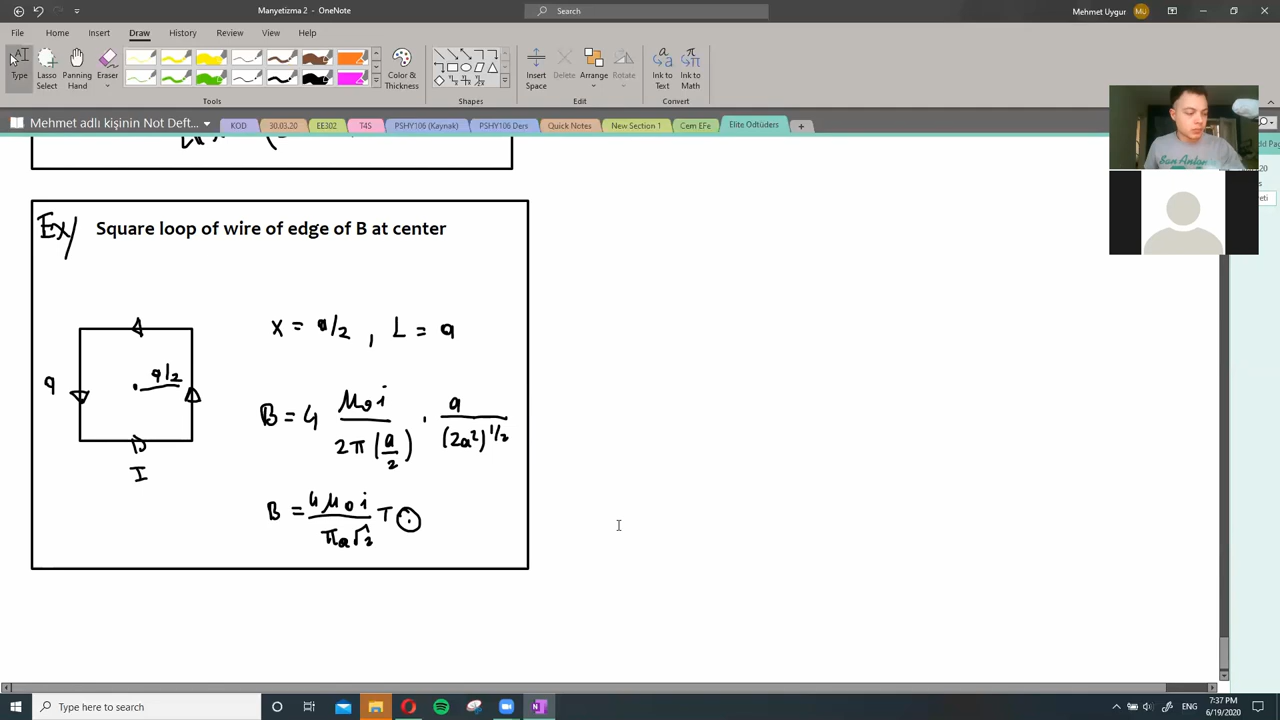 Manyetizma 2 - OneNote
Search
Mehmet Uygur
MU
File Home Insert Draw History Review View Help
Type
Lasso Select
Panning Hand
Eraser
Color & Thickness
Insert Space
Delete
Arrange
Rotate
Ink to Text
Ink to Math
Tools
Shapes
Edit
Convert
Mehmet adlı kişinin Not Deft...
KOD
30.03.20
EE302
T4S
PSHY106 (Kaynak)
PSHY106 Ders
Quick Notes
New Section 1
Cem EFe
Elite Odtüders
San Antonio
Ex/ Square loop of wire of edge of B at center
x = a/2 , L = a
a
a/2
I
B = 4 μ₀i / 2π(a/2) · a / (2a²)^1/2
B = 4μ₀i / πa√2 T ⊙
Type here to search
7:37 PM
6/19/2020